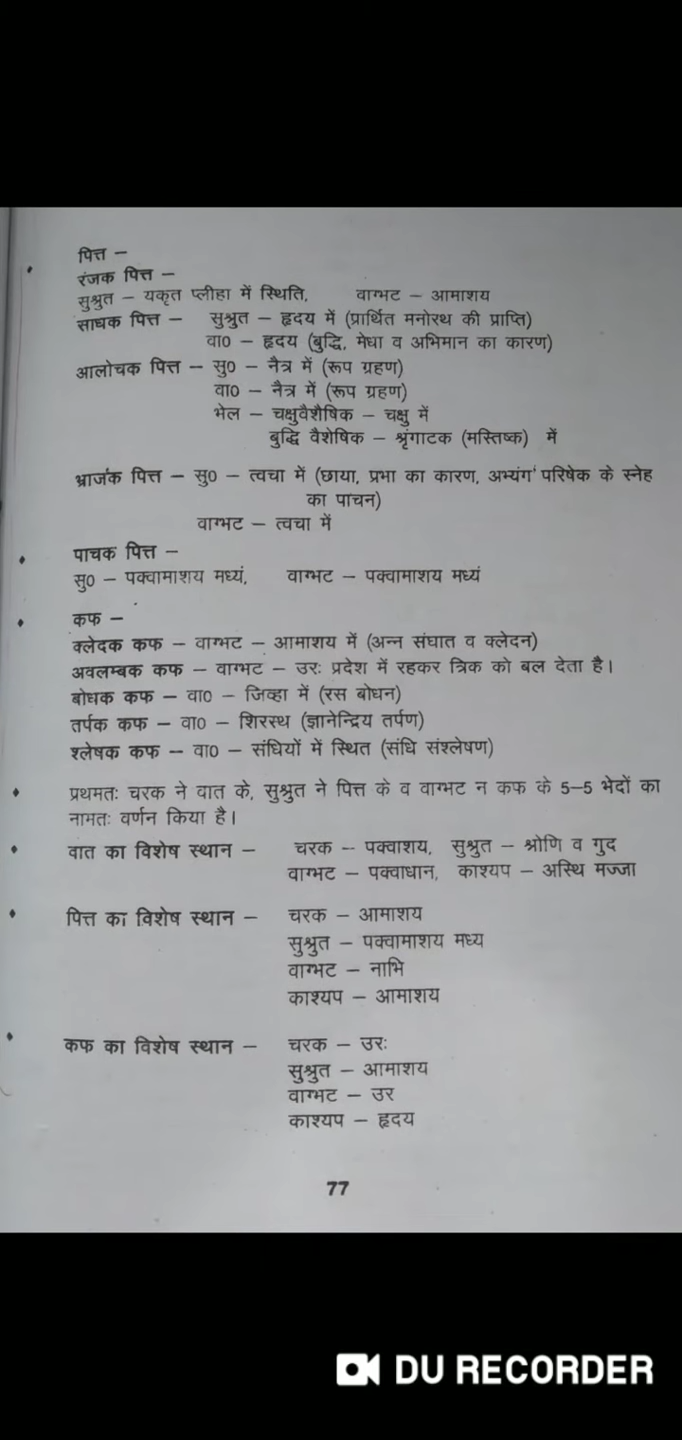 पित्त –
रंजक पित्त –
सुश्रुत – यकृत प्लीहा में स्थिति, वाग्भट – आमाशय
साधक पित्त – सुश्रुत – हृदय में (प्रार्थित मनोरथ की प्राप्ति)
वा० – हृदय (बुद्धि, मेधा व अभिमान का कारण)
आलोचक पित्त – सु० – नैत्र में (रूप ग्रहण)
वा० – नैत्र में (रूप ग्रहण)
भेल – चक्षुवैशैषिक – चक्षु में
बुद्धि वैशेषिक – श्रृंगाटक (मस्तिष्क) में
भ्राजंक पित्त – सु० – त्वचा में (छाया, प्रभा का कारण, अभ्यंग परिषेक के स्नेह
का पाचन)
वाग्भट – त्वचा में
पाचक पित्त –
सु० – पक्वामाशय मध्यं, वाग्भट – पक्वामाशय मध्यं
कफ –
क्लेदक कफ – वाग्भट – आमाशय में (अन्न संघात व क्लेदन)
अवलम्बक कफ – वाग्भट – उरः प्रदेश में रहकर त्रिक को बल देता है।
बोधक कफ – वा० – जिव्हा में (रस बोधन)
तर्पक कफ – वा० – शिरस्थ (ज्ञानेन्द्रिय तर्पण)
श्लेषक कफ – वा० – संधियों में स्थित (संधि संश्लेषण)
प्रथमतः चरक ने वात के, सुश्रुत ने पित्त के व वाग्भट न कफ के 5–5 भेदों का
नामतः वर्णन किया है।
वात का विशेष स्थान – चरक – पक्वाशय, सुश्रुत – श्रोणि व गुद
वाग्भट – पक्वाधान, काश्यप – अस्थि मज्जा
पित्त का विशेष स्थान – चरक – आमाशय
सुश्रुत – पक्वामाशय मध्य
वाग्भट – नाभि
काश्यप – आमाशय
कफ का विशेष स्थान – चरक – उरः
सुश्रुत – आमाशय
वाग्भट – उर
काश्यप – हृदय
77
DU RECORDER